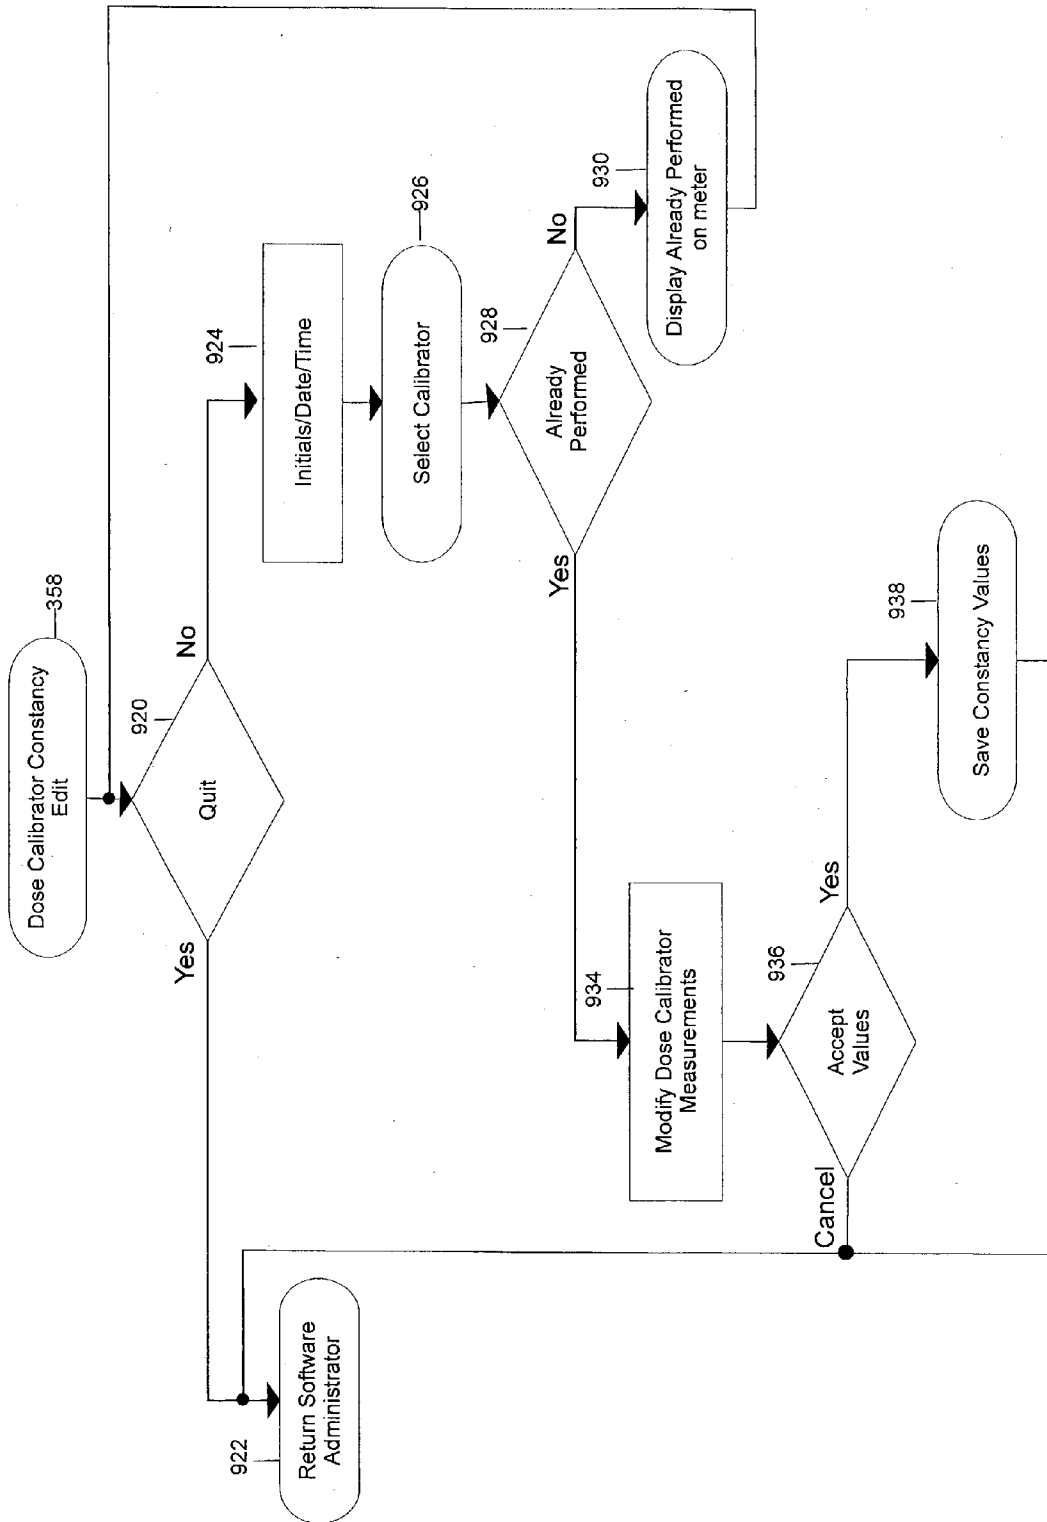 Dose Calibrator Constancy
Edit
358
920
Quit
Yes
No
922
Return Software
Administrator
924
Initials/Date/Time
926
Select Calibrator
928
Already
Performed
Yes
No
930
Display Already Performed
on meter
934
Modify Dose Calibrator
Measurements
936
Accept
Values
Cancel
Yes
938
Save Constancy Values